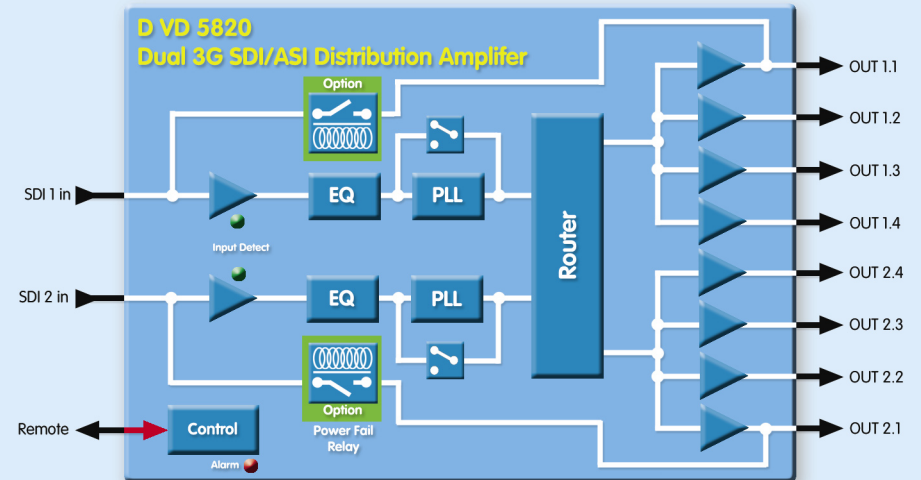 D VD 5820
Dual 3G SDI/ASI Distribution Amplifer
Option
OUT 1.1
OUT 1.2
OUT 1.3
OUT 1.4
SDI 1 in
EQ
PLL
Input Detect
Router
SDI 2 in
EQ
PLL
OUT 2.4
OUT 2.3
OUT 2.2
OUT 2.1
Option
Power Fail
Relay
Remote
Control
Alarm